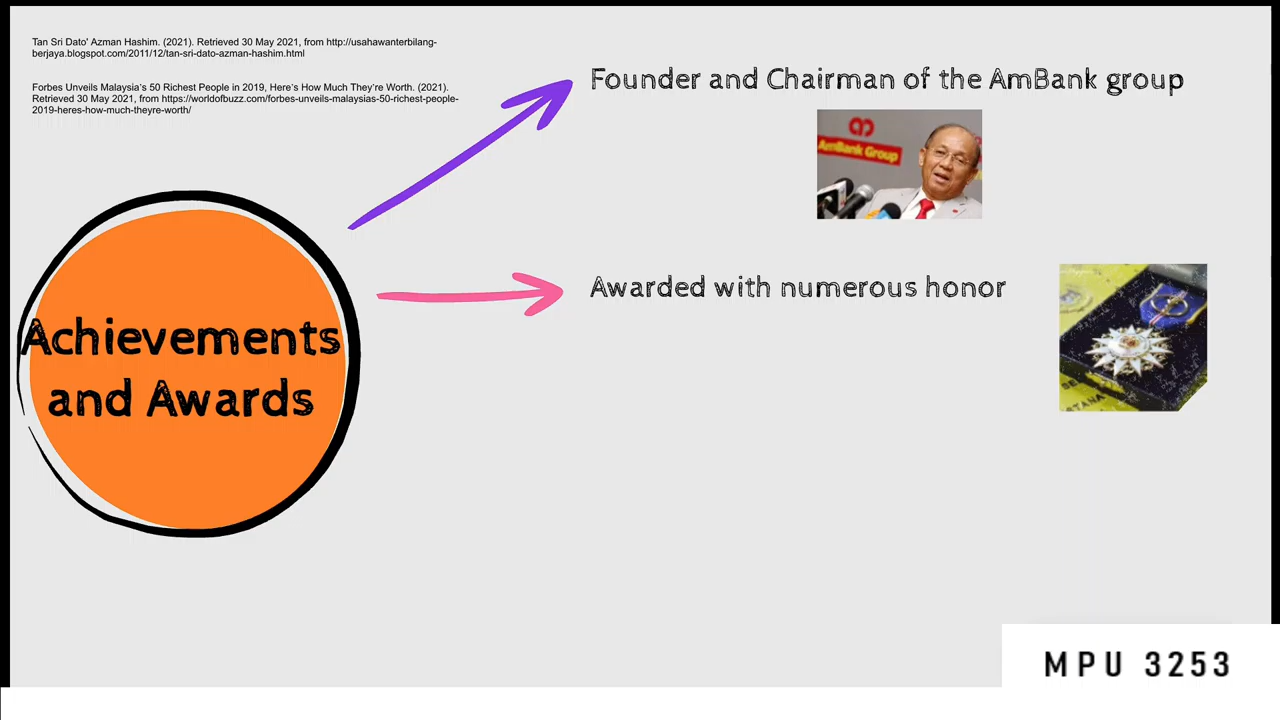 Tan Sri Dato' Azman Hashim. (2021). Retrieved 30 May 2021, from http://usahawanterbilang-
berjaya.blogspot.com/2011/12/tan-sri-dato-azman-hashim.html
Forbes Unveils Malaysia's 50 Richest People in 2019, Here's How Much They're Worth. (2021).
Retrieved 30 May 2021, from https://worldofbuzz.com/forbes-unveils-malaysias-50-richest-people-
2019-heres-how-much-theyre-worth/
Founder and Chairman of the AmBank group
AmBank Group
Awarded with numerous honor
Achievements
and Awards
MPU 3253